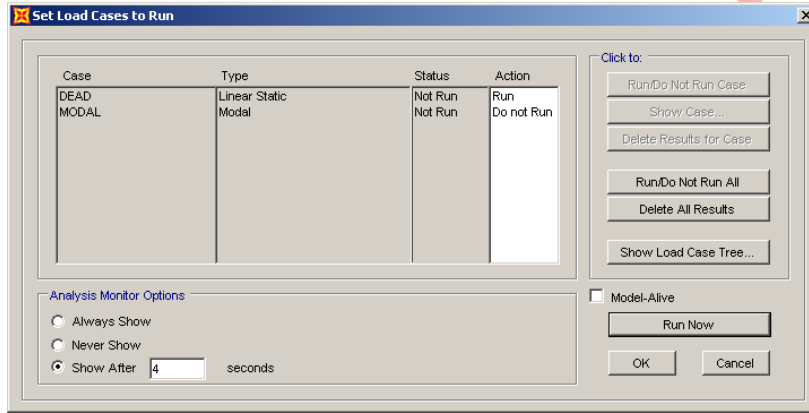 Set Load Cases to Run
Case Type Status Action
DEAD Linear Static Not Run Run
MODAL Modal Not Run Do not Run
Click to:
Run/Do Not Run Case
Show Case...
Delete Results for Case
Run/Do Not Run All
Delete All Results
Show Load Case Tree...
Analysis Monitor Options
Always Show
Never Show
Show After 4 seconds
Model-Alive
Run Now
OK Cancel